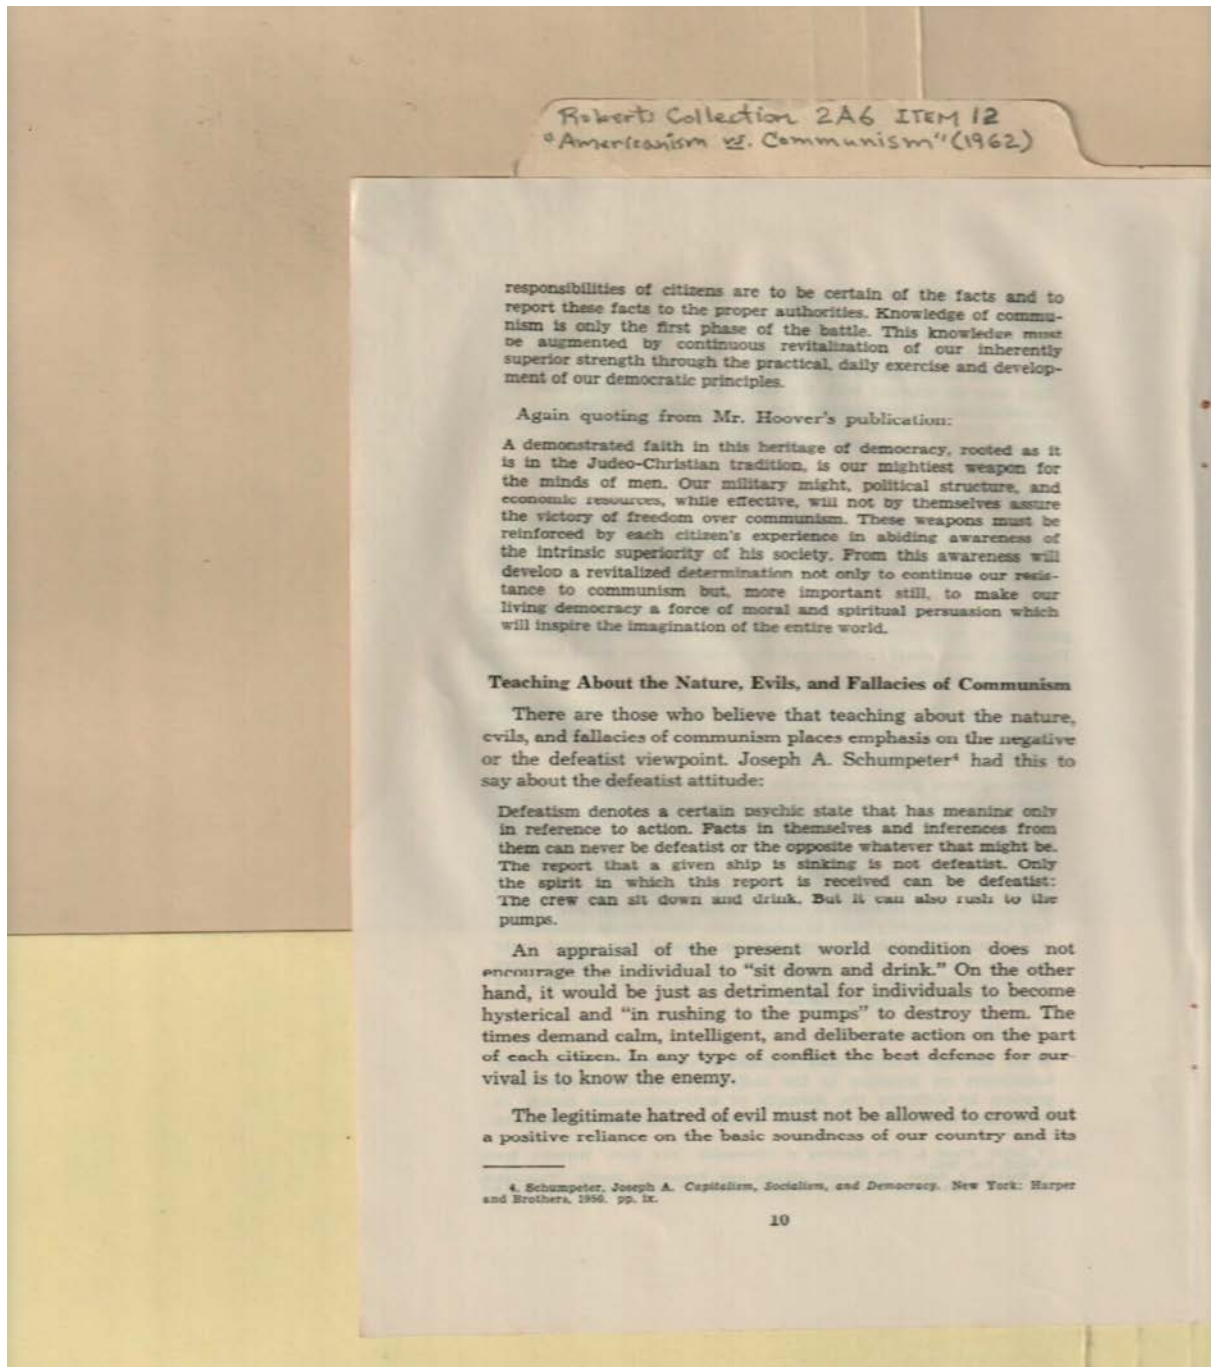 Roberts Collection 2A6 ITEM 12
"Americanism vs. Communism" (1962)
responsibilities of citizens are to be certain of the facts and to
report these facts to the proper authorities. Knowledge of commu-
nism is only the first phase of the battle. This knowledge must
be augmented by continuous revitalization of our inherently
superior strength through the practical, daily exercise and develop-
ment of our democratic principles.
Again quoting from Mr. Hoover's publication:
A demonstrated faith in this heritage of democracy, rooted as it
is in the Judeo-Christian tradition, is our mightiest weapon for
the minds of men. Our military might, political structure, and
economic resources, while effective, will not by themselves assure
the victory of freedom over communism. These weapons must be
reinforced by each citizen's experience in abiding awareness of
the intrinsic superiority of his society. From this awareness will
develop a revitalized determination not only to continue our resis-
tance to communism but, more important still, to make our
living democracy a force of moral and spiritual persuasion which
will inspire the imagination of the entire world.
Teaching About the Nature, Evils, and Fallacies of Communism
There are those who believe that teaching about the nature,
evils, and fallacies of communism places emphasis on the negative
or the defeatist viewpoint. Joseph A. Schumpeter⁴ had this to
say about the defeatist attitude:
Defeatism denotes a certain psychic state that has meaning only
in reference to action. Facts in themselves and inferences from
them can never be defeatist or the opposite whatever that might be.
The report that a given ship is sinking is not defeatist. Only
the spirit in which this report is received can be defeatist:
The crew can sit down and drink. But it can also rush to the
pumps.
An appraisal of the present world condition does not
encourage the individual to "sit down and drink." On the other
hand, it would be just as detrimental for individuals to become
hysterical and "in rushing to the pumps" to destroy them. The
times demand calm, intelligent, and deliberate action on the part
of each citizen. In any type of conflict the best defense for sur-
vival is to know the enemy.
The legitimate hatred of evil must not be allowed to crowd out
a positive reliance on the basic soundness of our country and its
4. Schumpeter, Joseph A. Capitalism, Socialism, and Democracy. New York: Harper
and Brothers, 1950. pp. ix.
10